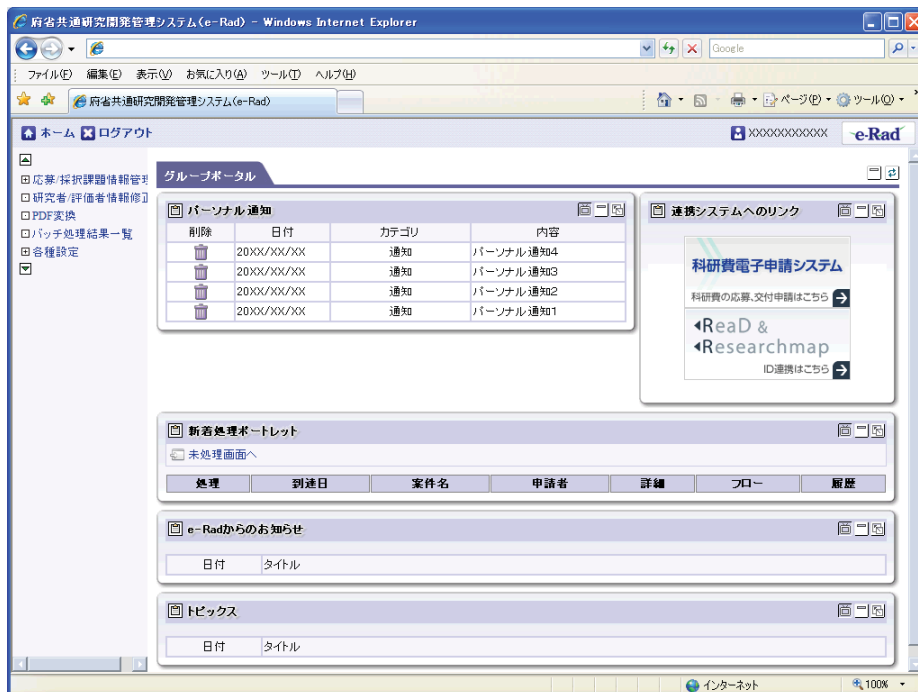 府省共通研究開発管理システム(e-Rad) - Windows Internet Explorer
Google
ファイル(F) 編集(E) 表示(V) お気に入り(A) ツール(T) ヘルプ(H)
府省共通研究開発管理システム(e-Rad)
ページ(P) ツール(O)
ホーム ログアウト
XXXXXXXXXXX
e-Rad
応募/採択課題情報管理
研究者/評価者情報修正
PDF変換
バッチ処理結果一覧
各種設定
グループポータル
パーソナル通知
削除 日付 カテゴリ 内容
20XX/XX/XX 通知 パーソナル通知4
20XX/XX/XX 通知 パーソナル通知3
20XX/XX/XX 通知 パーソナル通知2
20XX/XX/XX 通知 パーソナル通知1
連携システムへのリンク
科研費電子申請システム
科研費の応募、交付申請はこちら
ReaD &
Researchmap
ID連携はこちら
新着処理ポートレット
未処理画面へ
処理 到達日 案件名 申請者 詳細 フロー 履歴
e-Radからのお知らせ
日付 タイトル
トピックス
日付 タイトル
インターネット
100%